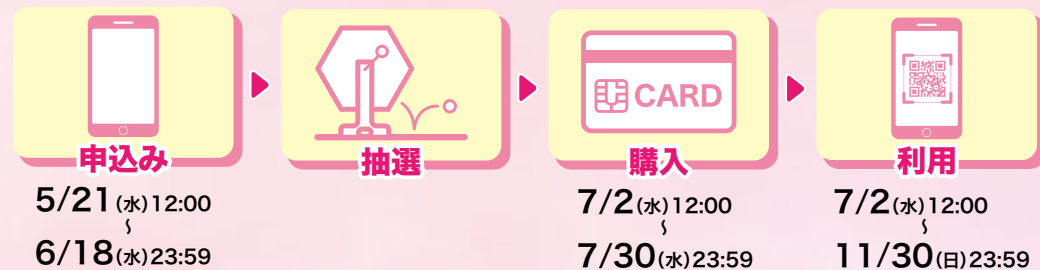 CARD
申込み
抽選
購入
利用
5/21(水)12:00
〜
6/18(水)23:59
7/2(水)12:00
〜
7/30(水)23:59
7/2(水)12:00
〜
11/30(日)23:59